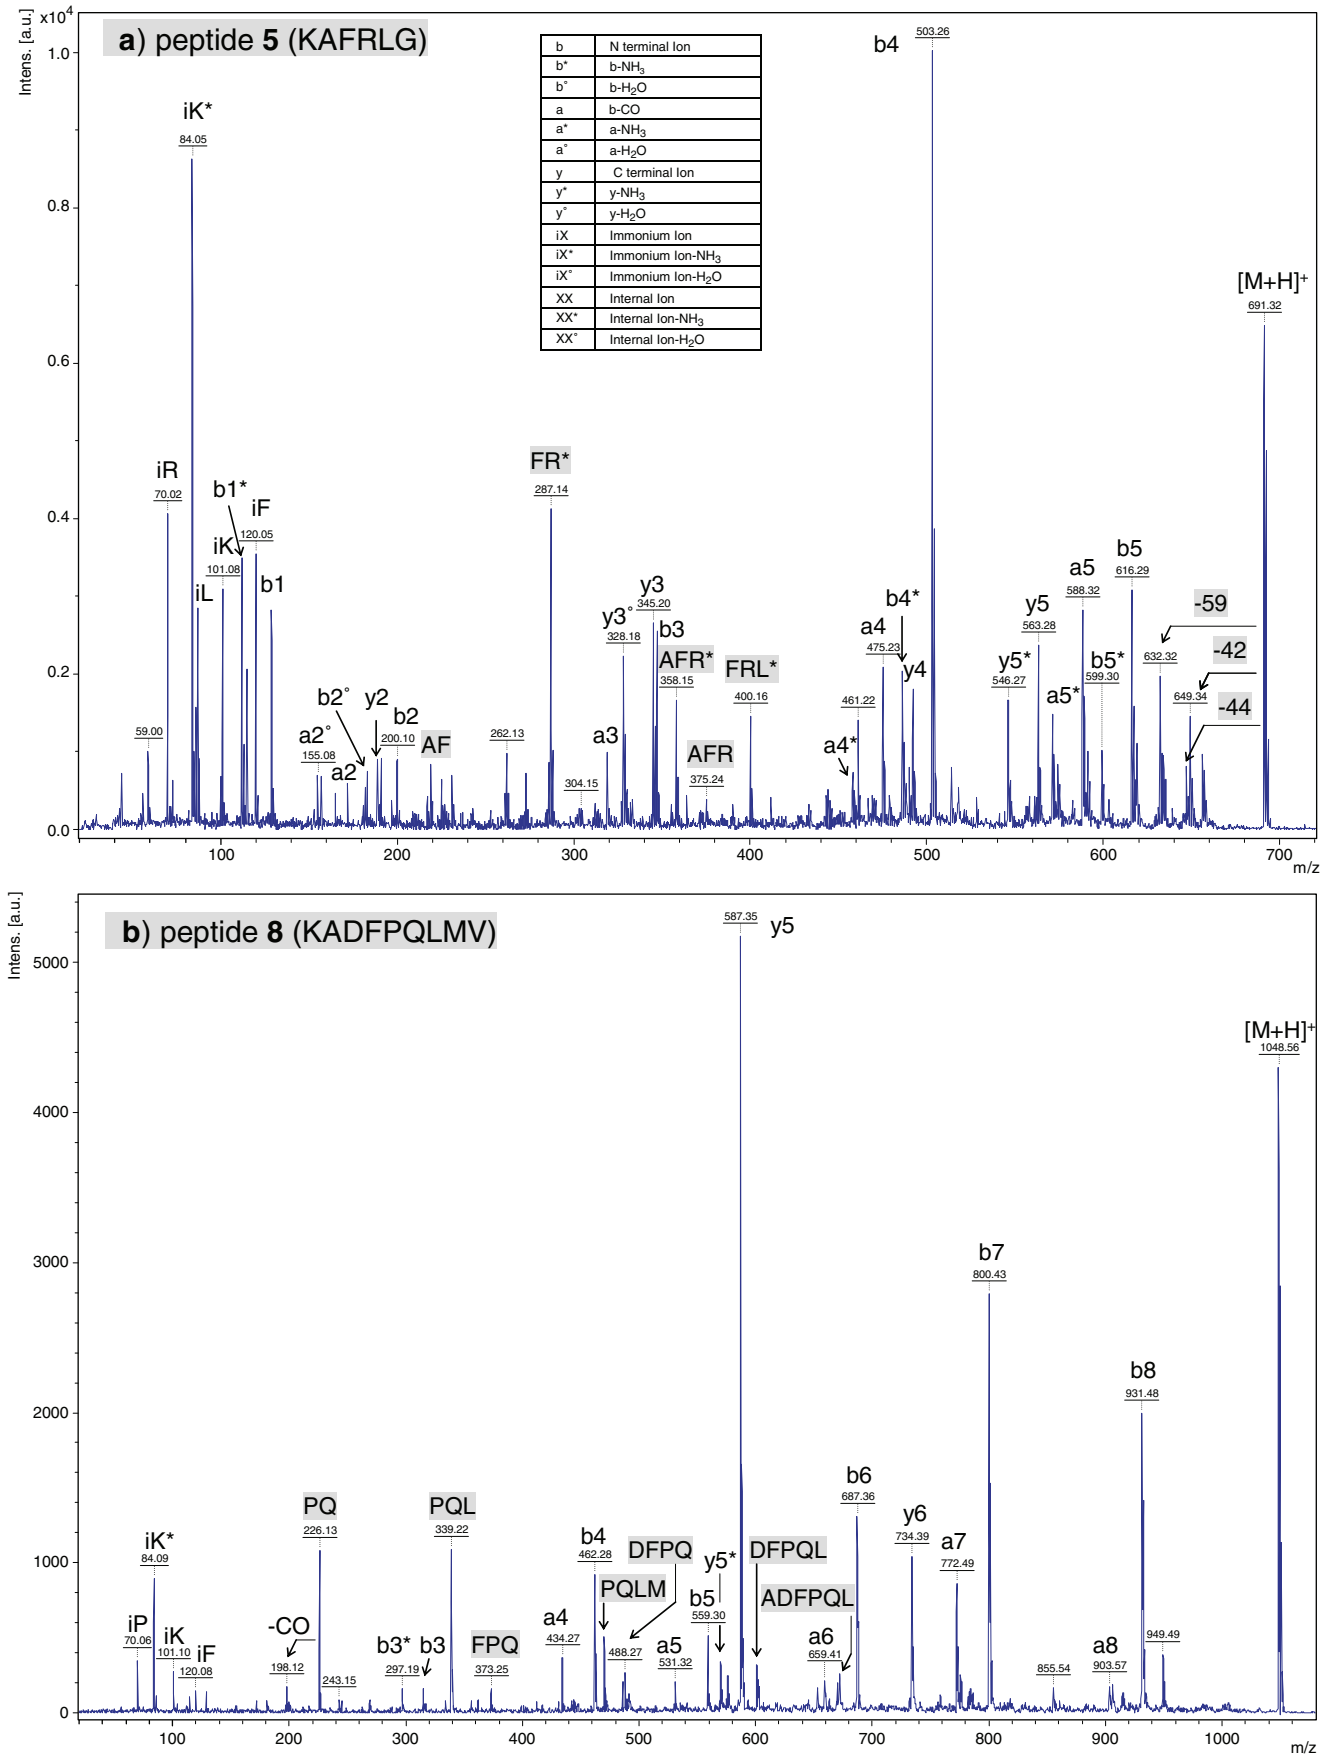 a) peptide 5 (KAFRLG)
Intens. [a.u.]
x10⁴
1.0
0.8
0.6
0.4
0.2
0.0
b N terminal Ion
b* b-NH₃
b° b-H₂O
a b-CO
a* a-NH₃
a° a-H₂O
y C terminal Ion
y* y-NH₃
y° y-H₂O
iX Immonium Ion
iX* Immonium Ion-NH₃
iX° Immonium Ion-H₂O
XX Internal Ion
XX* Internal Ion-NH₃
XX° Internal Ion-H₂O
59.00
iR
70.02
iK*
84.05
iL
iK
101.08
b1*
iF
120.05
b1
a2°
155.08
a2
b2°
y2
b2
200.10
AF
262.13
FR*
287.14
304.15
a3
y3°
328.18
y3
345.20
b3
AFR*
358.15
AFR
375.24
FRL*
400.16
a4*
461.22
a4
475.23
b4*
y4
b4
503.26
y5*
546.27
y5
563.28
a5*
a5
588.32
b5*
599.30
b5
616.29
-59
632.32
-42
649.34
-44
[M+H]⁺
691.32
100
200
300
400
500
600
700
m/z
b) peptide 8 (KADFPQLMV)
Intens. [a.u.]
5000
4000
3000
2000
1000
0
iP
70.06
iK*
84.09
iK
101.10
iF
120.08
-CO
198.12
PQ
226.13
243.15
b3*
297.19
b3
PQL
339.22
FPQ
373.25
a4
434.27
b4
462.28
PQLM
DFPQ
488.27
a5
531.32
b5
559.30
y5*
587.35
y5
DFPQL
ADFPQL
a6
659.41
b6
687.36
y6
734.39
a7
772.49
b7
800.43
855.54
a8
903.57
b8
931.48
949.49
[M+H]⁺
1048.56
100
200
300
400
500
600
700
800
900
1000
m/z